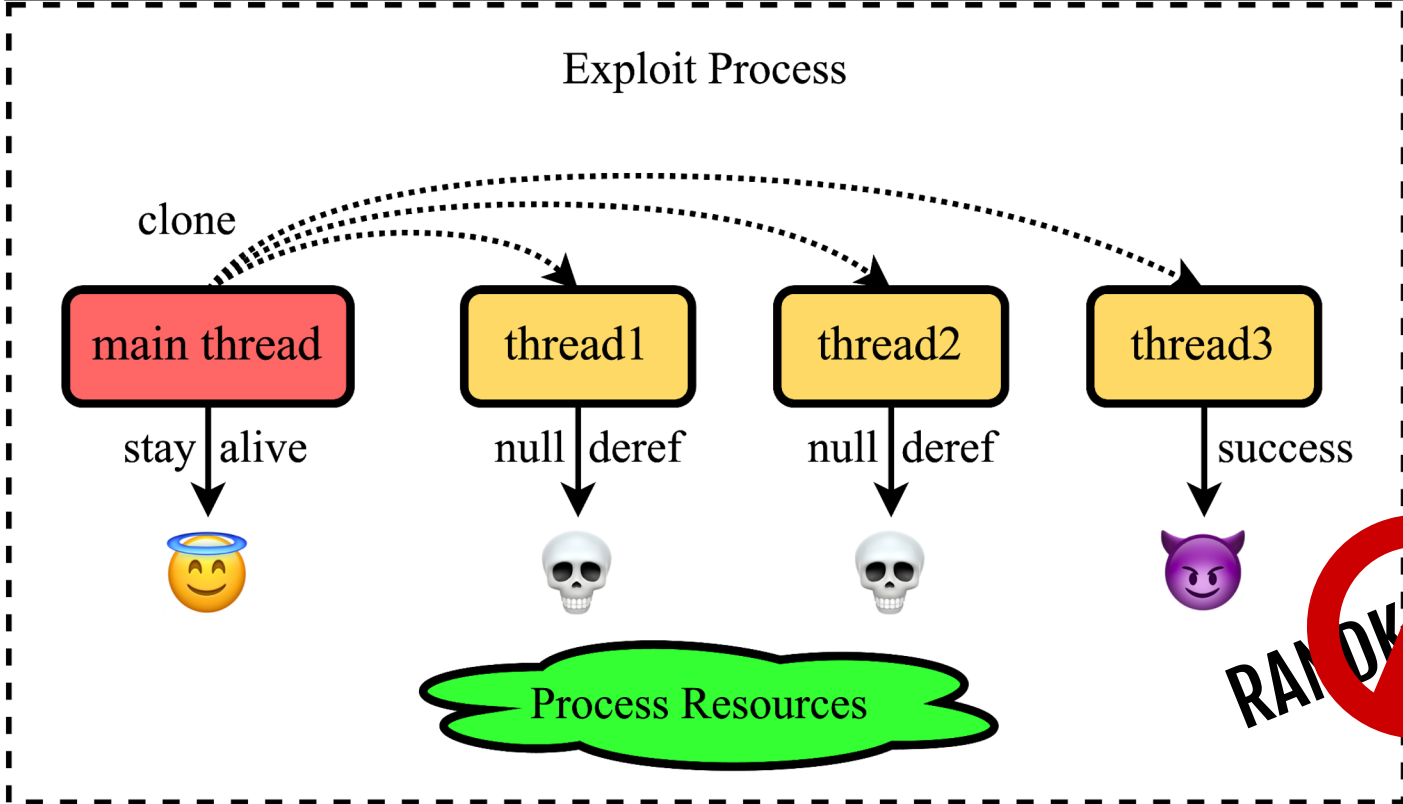 Exploit Process
clone
main thread
thread1
thread2
thread3
stay alive
null deref
null deref
success
Process Resources